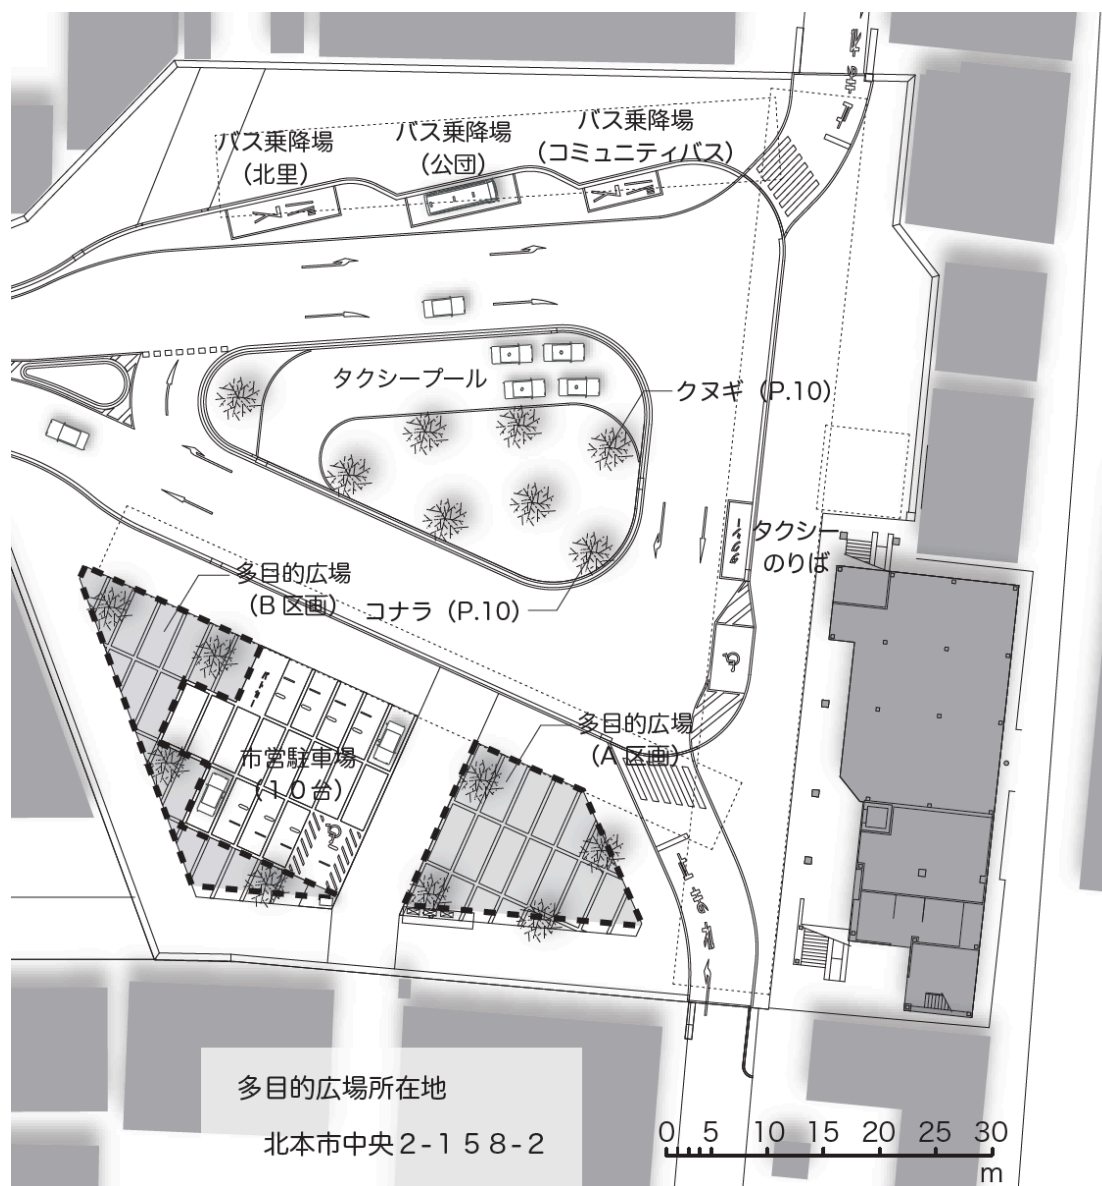 バス乗降場
(北里)
バス乗降場
(公団)
バス乗降場
(コミュニティバス)
タクシープール
クヌギ (P.10)
タクシー
のりば
多目的広場
(B区画)
コナラ (P.10)
多目的広場
(A区画)
市営駐車場
(10台)
多目的広場所在地
北本市中央2-158-2
0 5 10 15 20 25 30
m